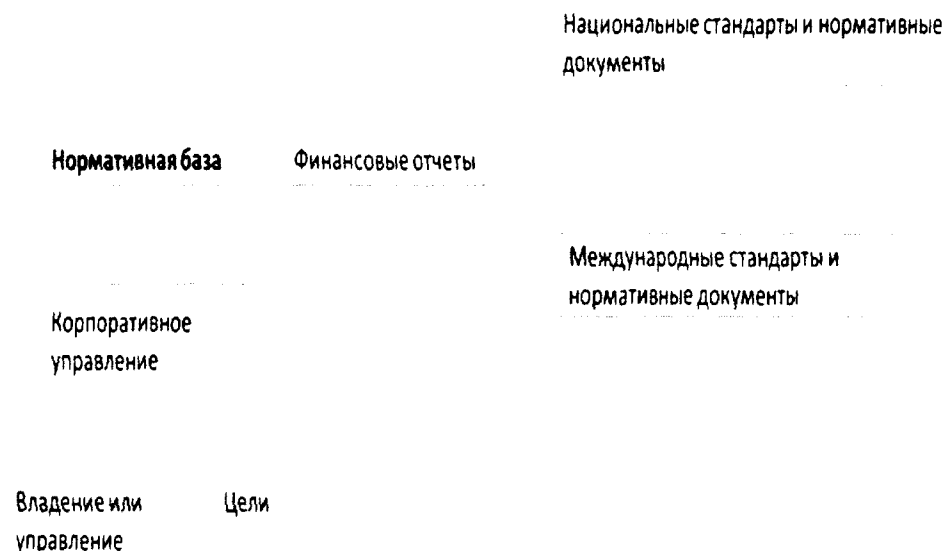 Национальные стандарты и нормативные
документы
Нормативная база
Финансовые отчеты
Международные стандарты и
нормативные документы
Корпоративное
управление
Владение или
управление
Цели